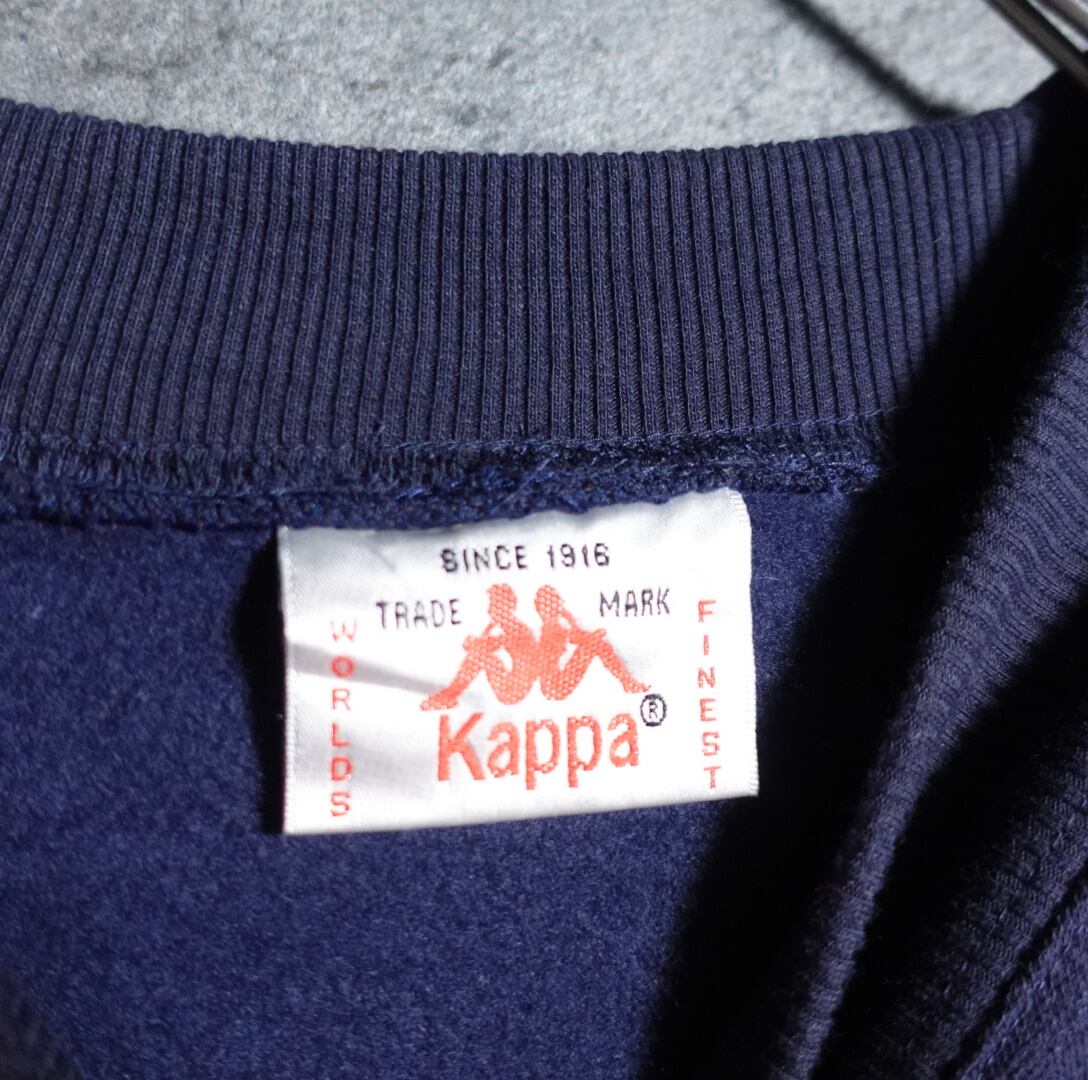 SINCE 1916
TRADE MARK
WORLDS
FINEST
Kappa®